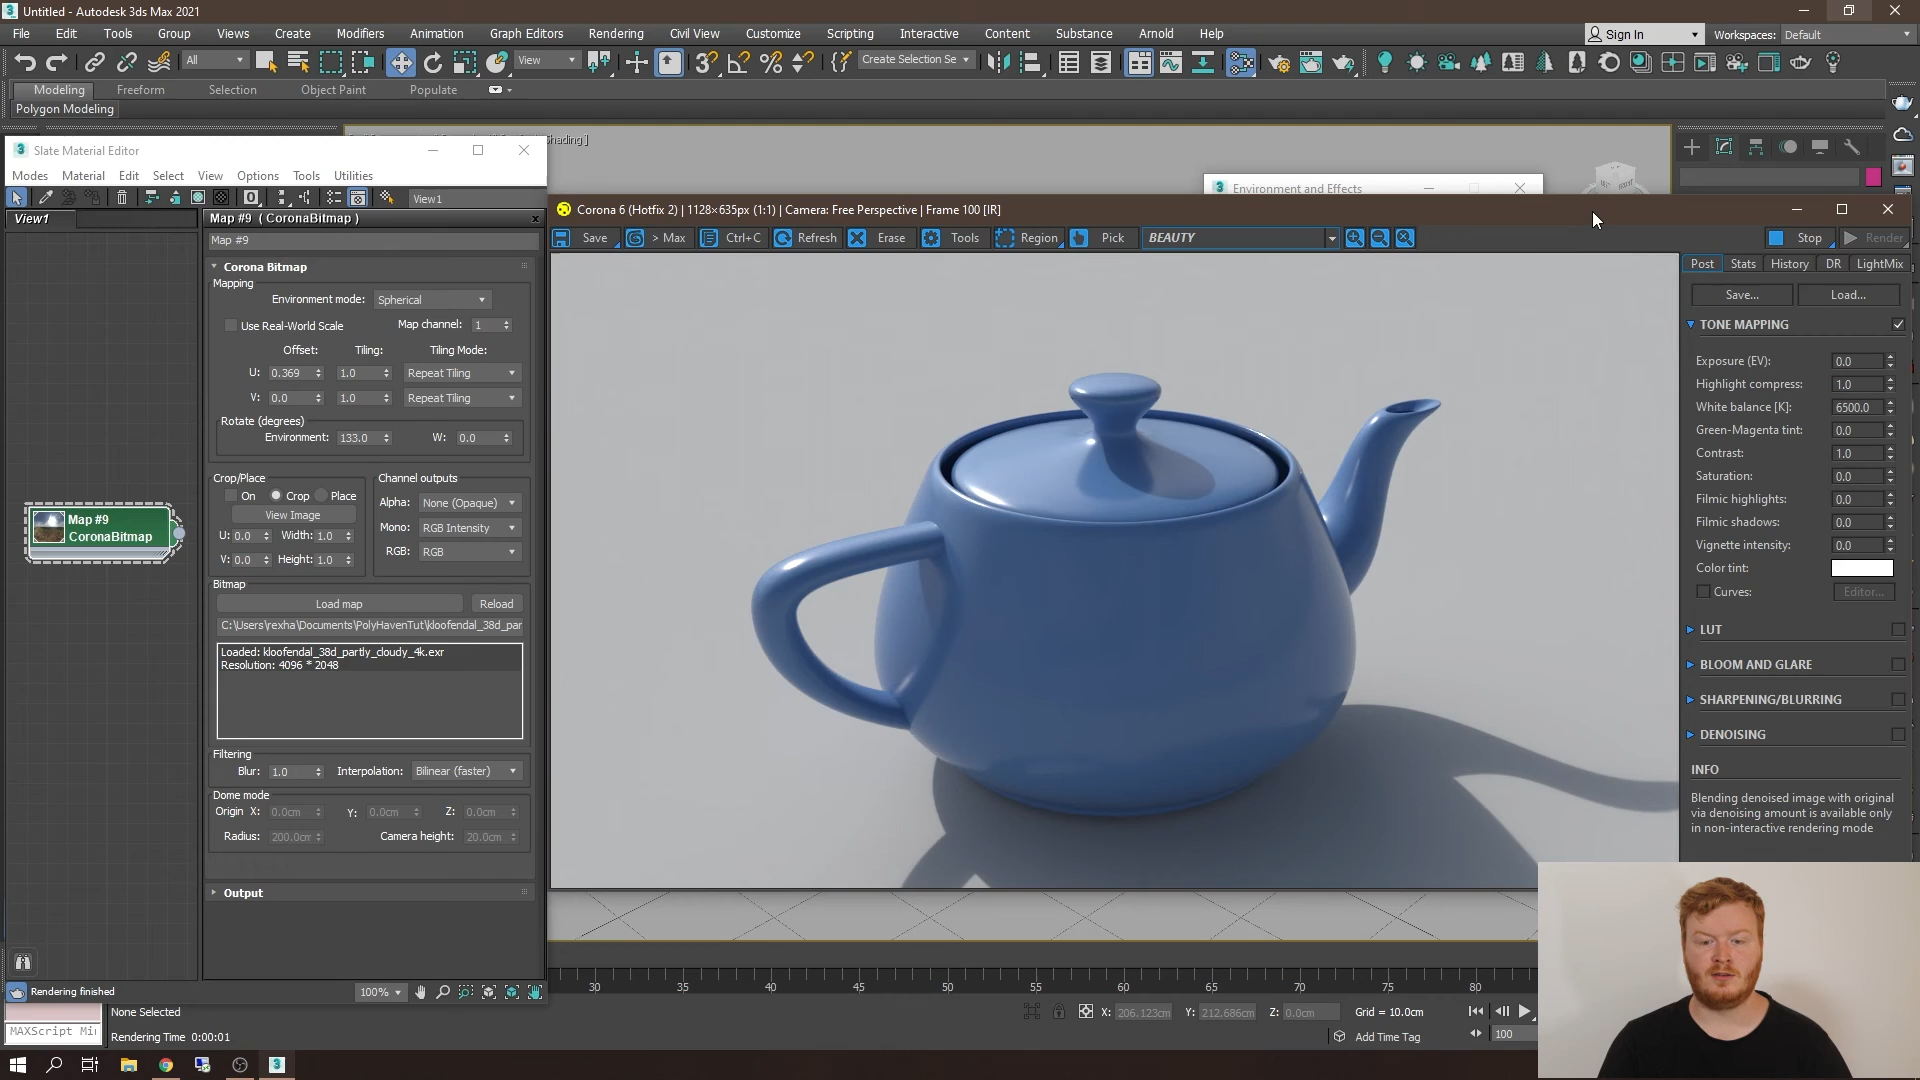 Untitled - Autodesk 3ds Max 2021
File Edit Tools Group Views Create Modifiers Animation Graph Editors Rendering Civil View Customize Scripting Interactive Content Substance Arnold Help
Sign In Workspaces: Default
All View Create Selection Se
Modeling Freeform Selection Object Paint Populate
Polygon Modeling
Slate Material Editor
Modes Material Edit Select View Options Tools Utilities
View1
View1
Map #9 ( CoronaBitmap )
Map #9
Corona Bitmap
Mapping
Environment mode: Spherical
Use Real-World Scale Map channel: 1
Offset: Tiling: Tiling Mode:
U: 0.369 1.0 Repeat Tiling
V: 0.0 1.0 Repeat Tiling
Rotate (degrees)
Environment: 133.0 W: 0.0
Crop/Place
On Crop Place
View Image
U: 0.0 Width: 1.0
V: 0.0 Height: 1.0
Channel outputs
Alpha: None (Opaque)
Mono: RGB Intensity
RGB: RGB
Bitmap
Load map Reload
C:\Users\rexha\Documents\PolyHavenTut\kloofendal_38d_par
Loaded: kloofendal_38d_partly_cloudy_4k.exr
Resolution: 4096 * 2048
Filtering
Blur: 1.0 Interpolation: Bilinear (faster)
Dome mode
Origin X: 0.0cm Y: 0.0cm Z: 0.0cm
Radius: 200.0cm Camera height: 20.0cm
Output
Map #9
CoronaBitmap
Rendering finished
100%
hading ]
Environment and Effects
Corona 6 (Hotfix 2) | 1128×635px (1:1) | Camera: Free Perspective | Frame 100 [IR]
Save > Max Ctrl+C Refresh Erase Tools Region Pick BEAUTY Stop Render
Post Stats History DR LightMix
Save... Load...
TONE MAPPING
Exposure (EV): 0.0
Highlight compress: 1.0
White balance [K]: 6500.0
Green-Magenta tint: 0.0
Contrast: 1.0
Saturation: 0.0
Filmic highlights: 0.0
Filmic shadows: 0.0
Vignette intensity: 0.0
Color tint:
Curves: Editor...
LUT
BLOOM AND GLARE
SHARPENING/BLURRING
DENOISING
INFO
Blending denoised image with original
via denoising amount is available only
in non-interactive rendering mode
30 35 40 45 50 55 60 65 70 75 80
None Selected
X: 206.123cm Y: 212.686cm Z: 0.0cm Grid = 10.0cm
MAXScript Mi
Rendering Time 0:00:01
Add Time Tag
100